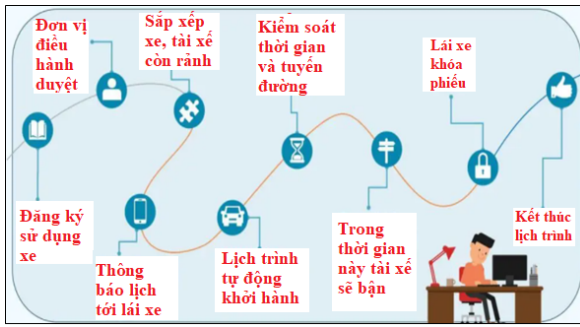 Đăng ký
sử dụng
xe
Đơn vị
điều
hành
duyệt
Sắp xếp
xe, tài xế
còn rảnh
Thông
báo lịch
tới lái xe
Lịch trình
tự động
khởi hành
Kiểm soát
thời gian
và tuyến
đường
Trong
thời gian
này tài xế
sẽ bận
Lái xe
khóa
phiếu
Kết thúc
lịch trình